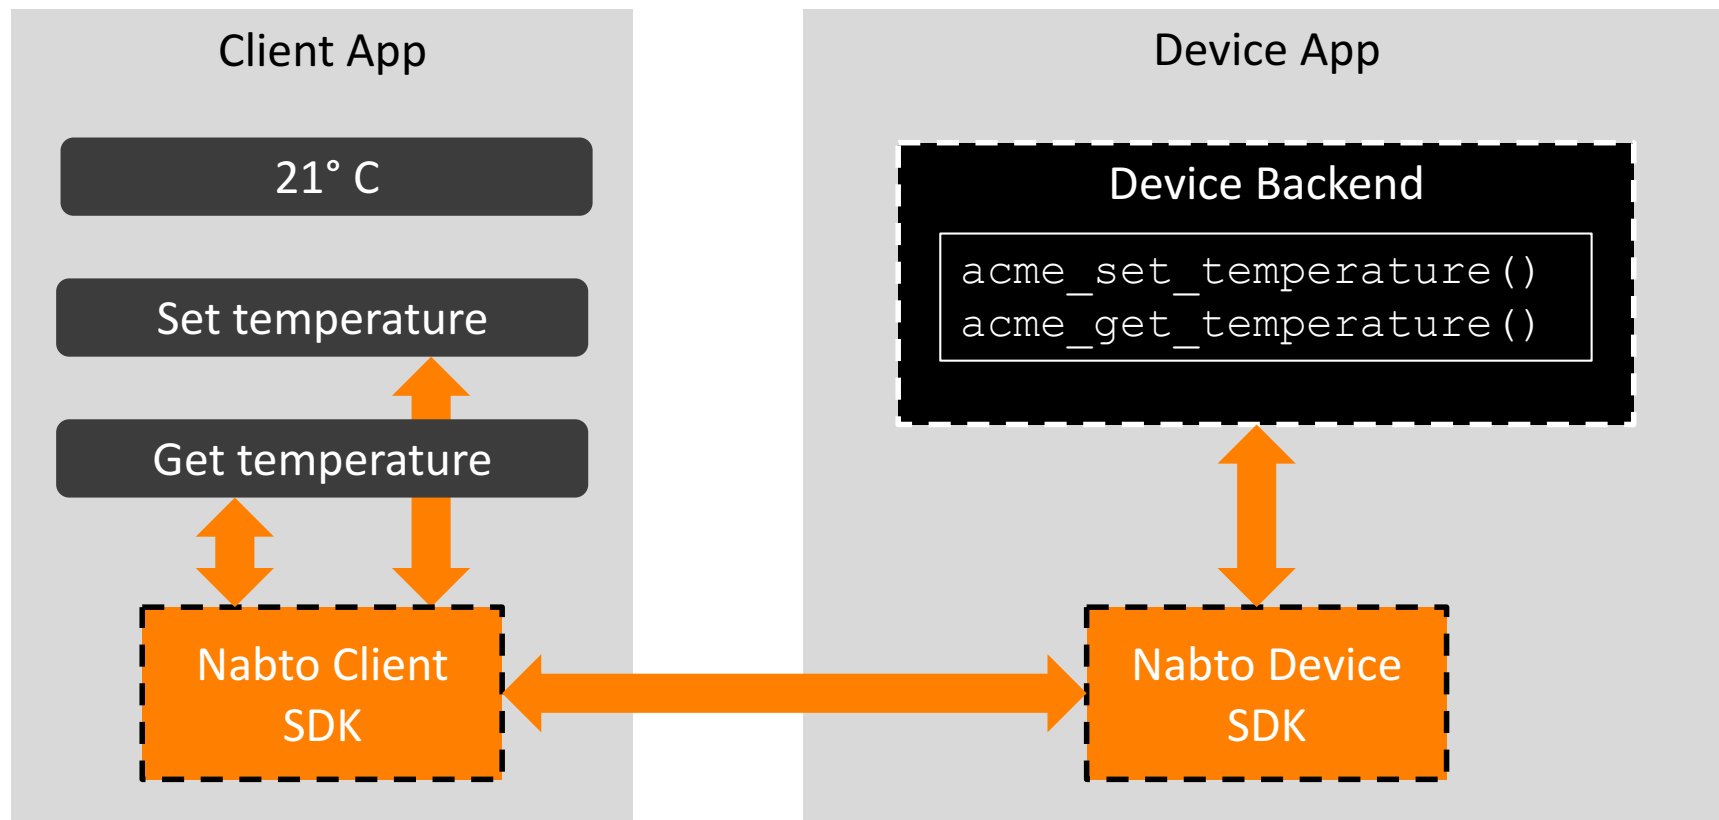 Client App
21° C
Set temperature
Get temperature
Nabto Client
SDK
Device App
Device Backend
acme_set_temperature()
acme_get_temperature()
Nabto Device
SDK